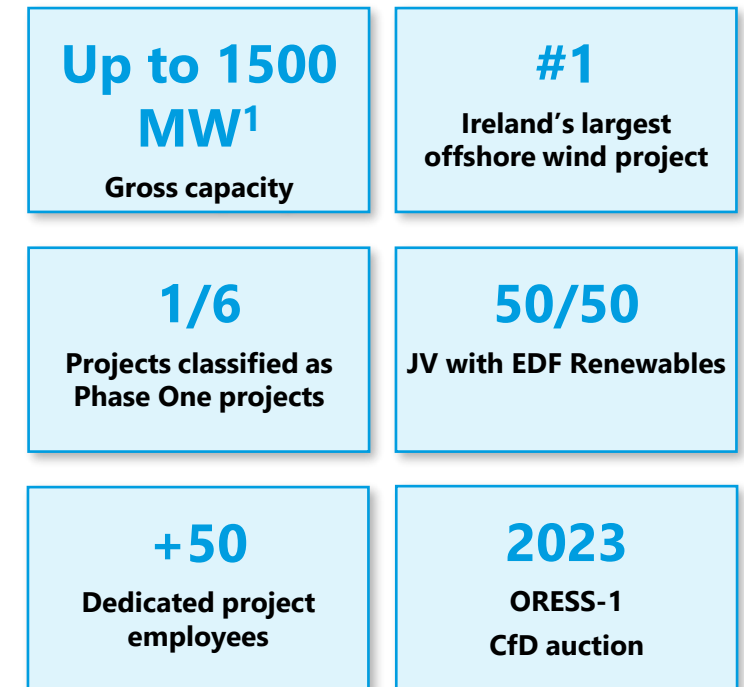 Up to 1500
MW¹
Gross capacity
#1
Ireland's largest
offshore wind project
1/6
Projects classified as
Phase One projects
50/50
JV with EDF Renewables
+50
Dedicated project
employees
2023
ORESS-1
CfD auction